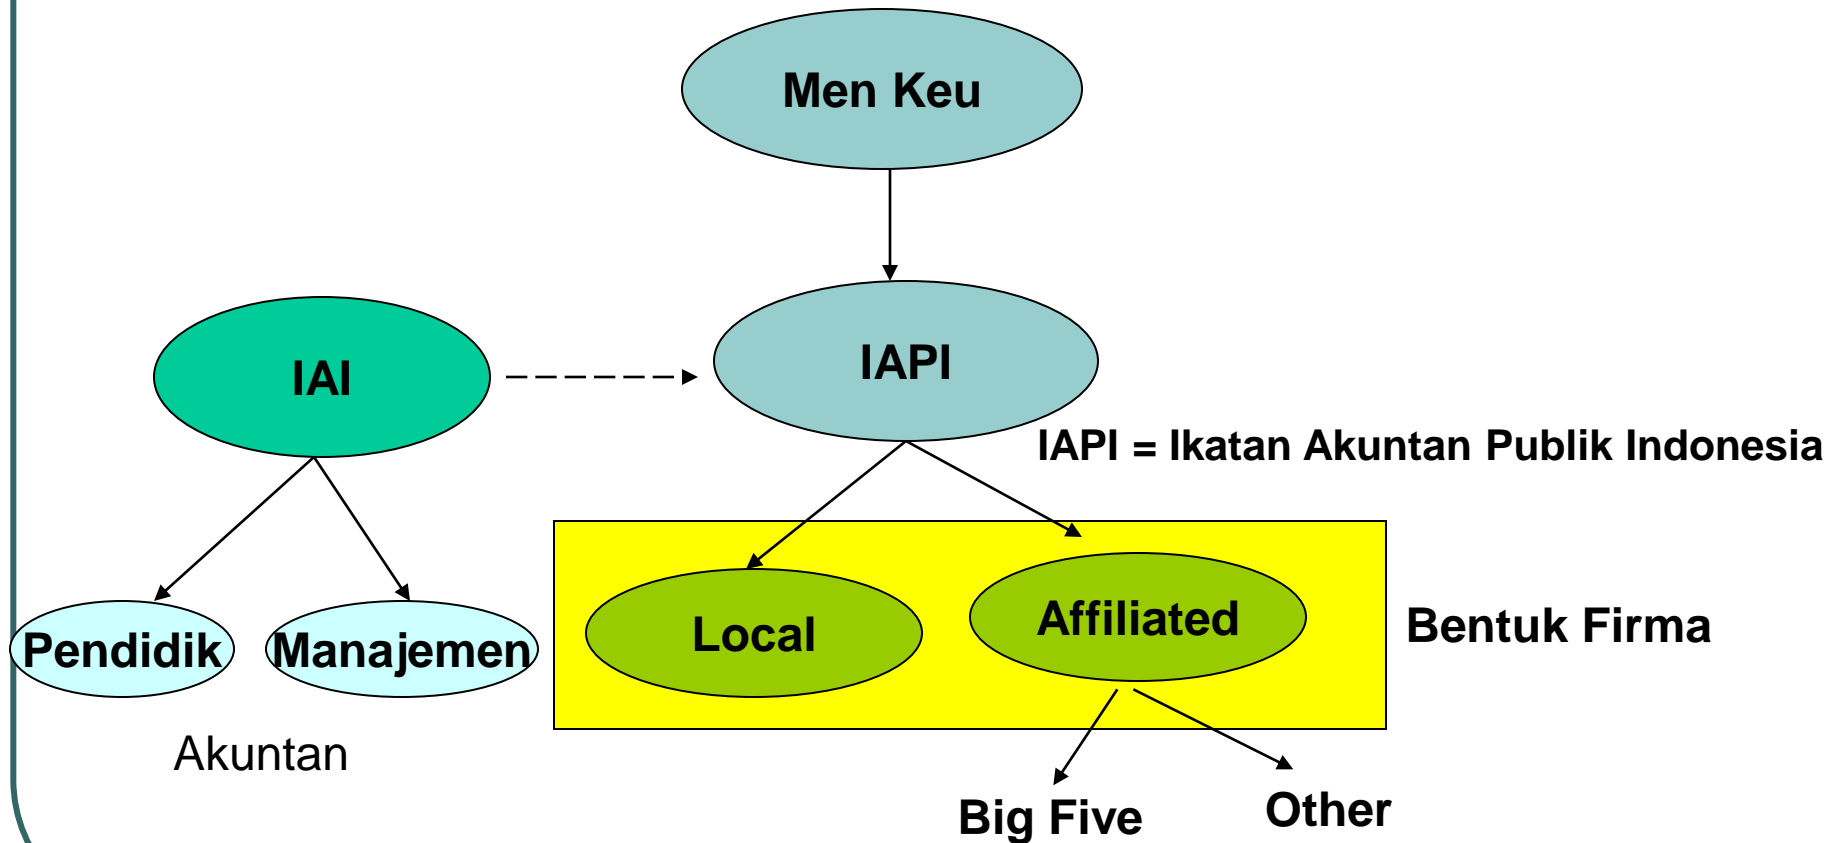 Men Keu
IAI
IAPI
IAPI = Ikatan Akuntan Publik Indonesia
Pendidik
Manajemen
Local
Affiliated
Bentuk Firma
Akuntan
Big Five
Other